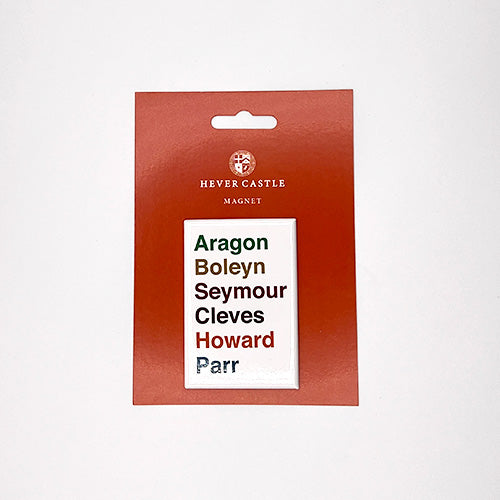 HEVER CASTLE
MAGNET
Aragon
Boleyn
Seymour
Cleves
Howard
Parr